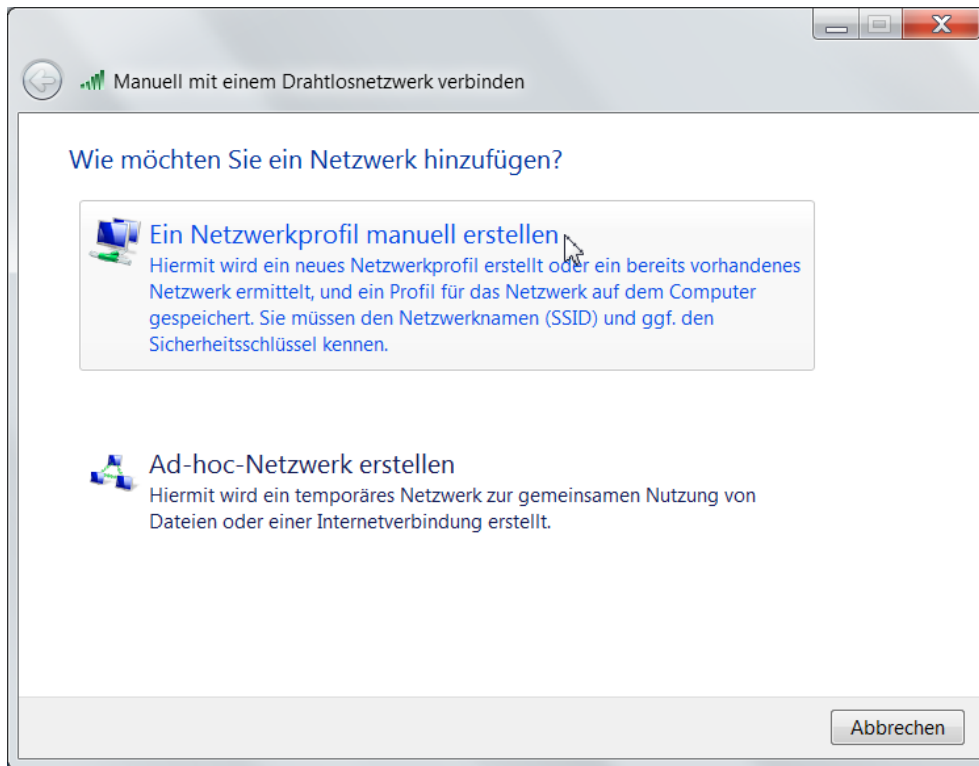 Manuell mit einem Drahtlosnetzwerk verbinden
Wie möchten Sie ein Netzwerk hinzufügen?
Ein Netzwerkprofil manuell erstellen
Hiermit wird ein neues Netzwerkprofil erstellt oder ein bereits vorhandenes
Netzwerk ermittelt, und ein Profil für das Netzwerk auf dem Computer
gespeichert. Sie müssen den Netzwerknamen (SSID) und ggf. den
Sicherheitsschlüssel kennen.
Ad-hoc-Netzwerk erstellen
Hiermit wird ein temporäres Netzwerk zur gemeinsamen Nutzung von
Dateien oder einer Internetverbindung erstellt.
Abbrechen